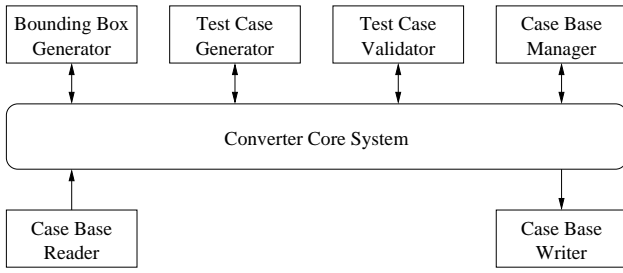 Bounding Box
Generator
Test Case
Generator
Test Case
Validator
Case Base
Manager
Converter Core System
Case Base
Reader
Case Base
Writer